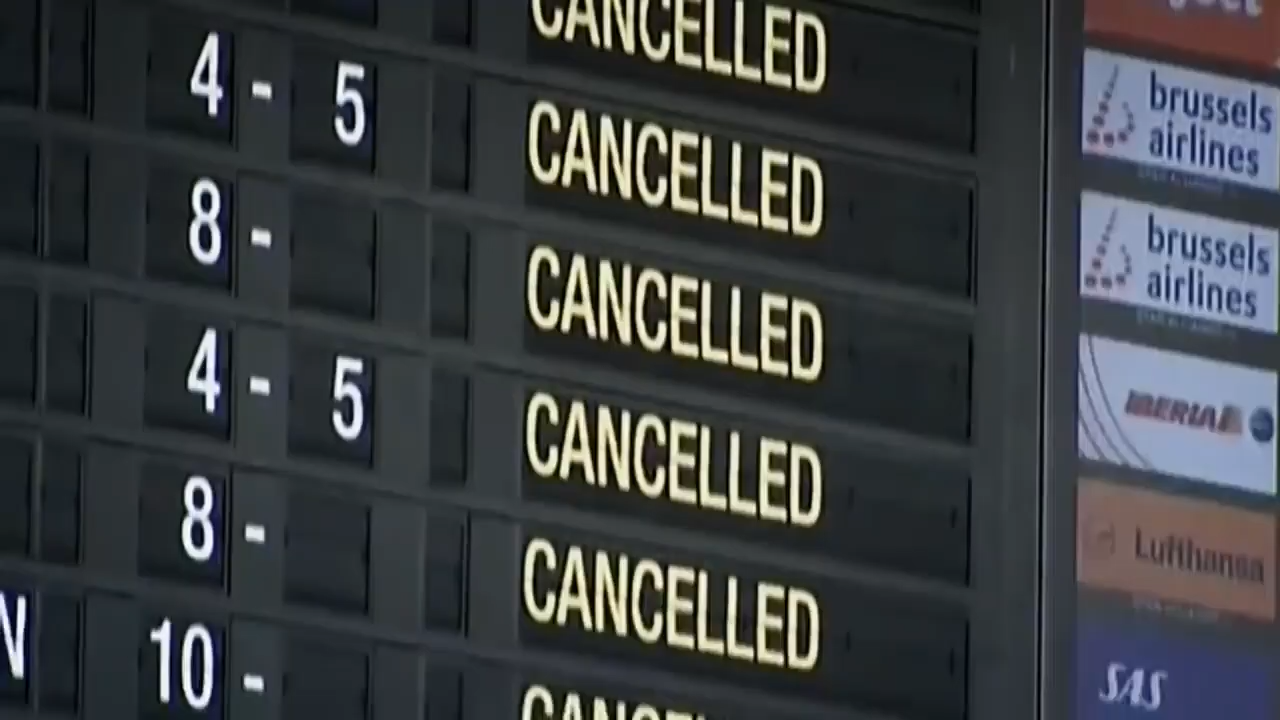 CANCELLED
4 - 5 CANCELLED brussels airlines
8 - CANCELLED brussels airlines
4 - 5 CANCELLED IBERIA
8 - CANCELLED Lufthansa
N 10 - CANCELLED SAS